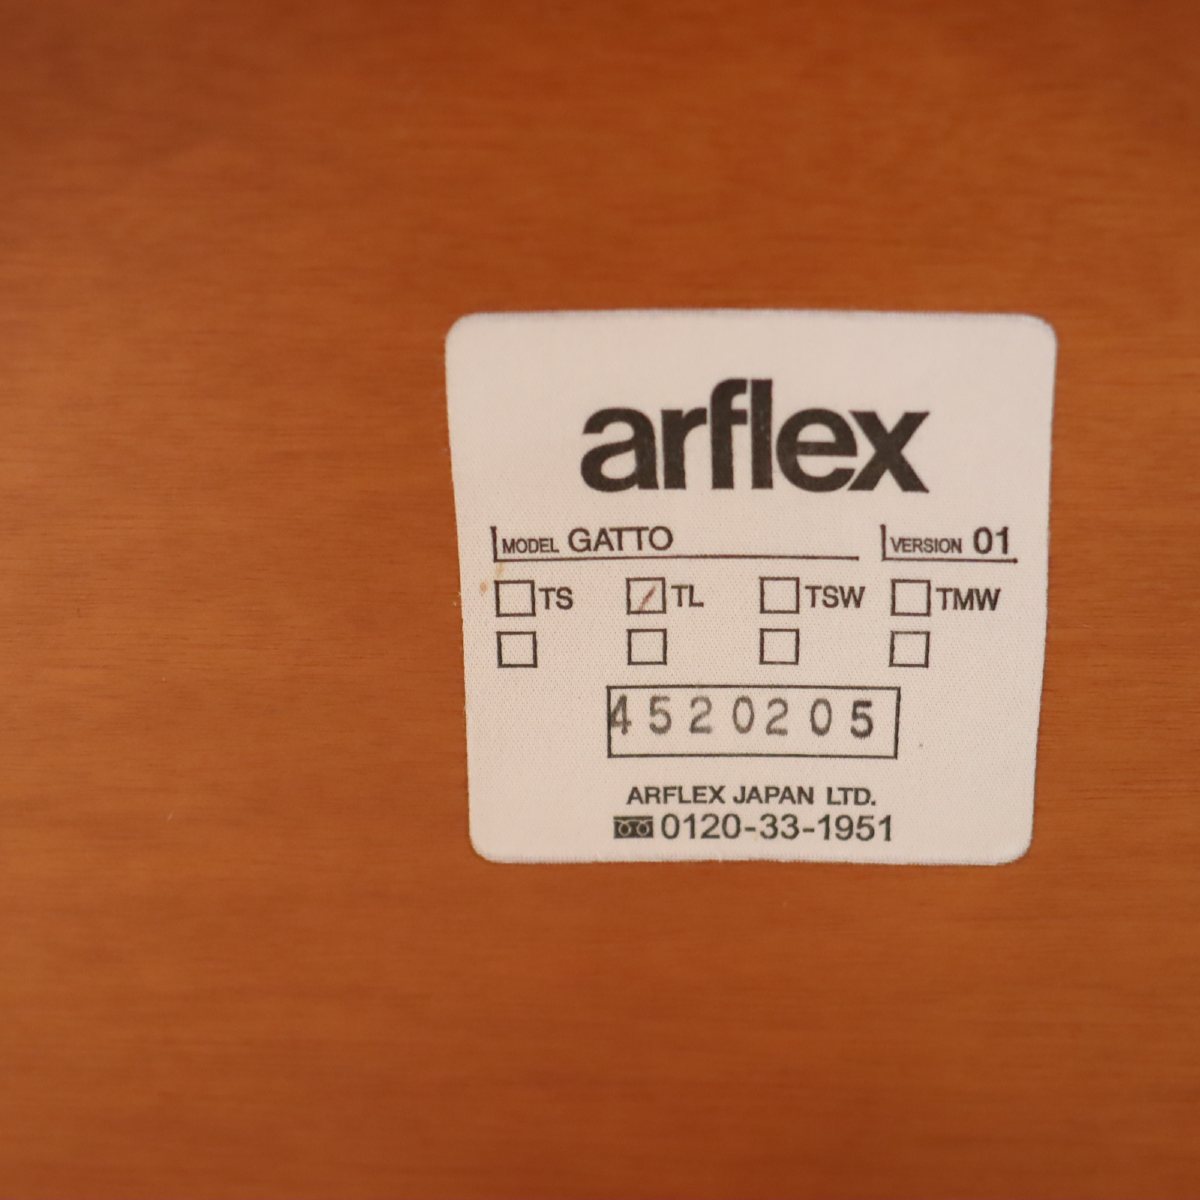 arflex
MODEL GATTO VERSION 01
TS TL TSW TMW
4520205
ARFLEX JAPAN LTD.
0120-33-1951